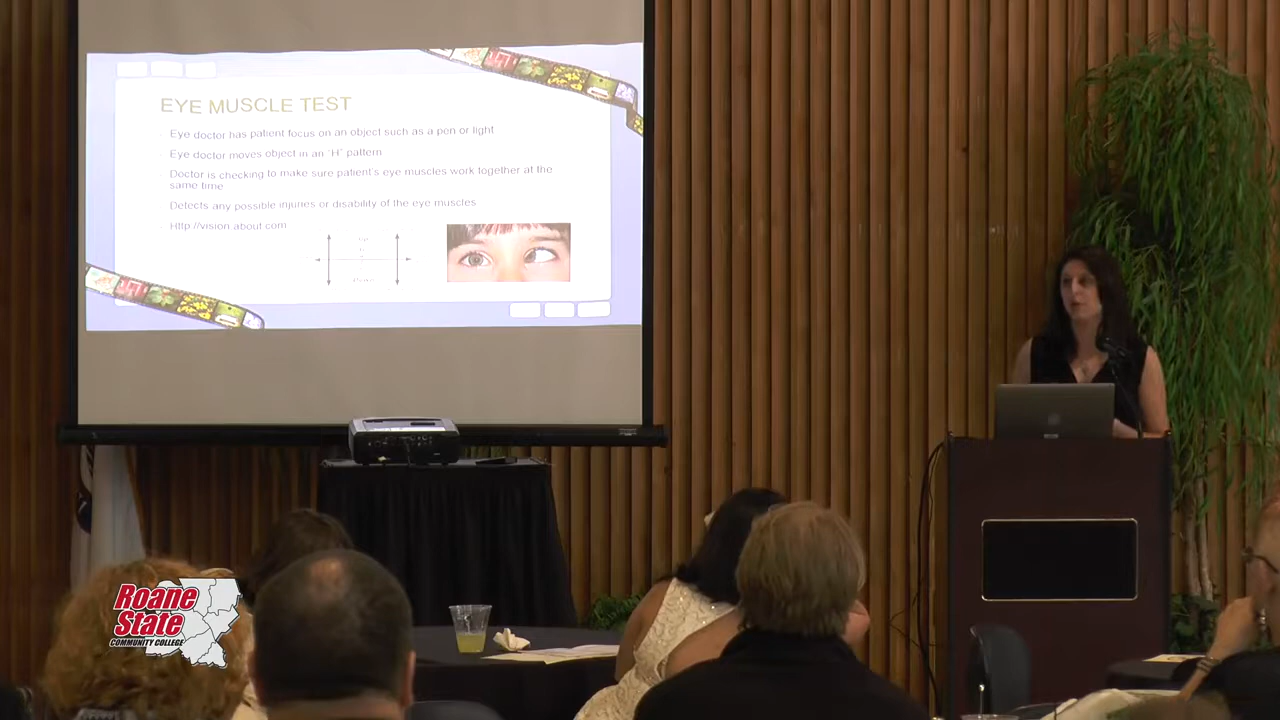 EYE MUSCLE TEST
Eye doctor has patient focus on an object such as a pen or light
Eye doctor moves object in an "H" pattern
Doctor is checking to make sure patient's eye muscles work together at the
same time
Detects any possible injuries or disability of the eye muscles
Http://vision.about.com
Roane
State
COMMUNITY COLLEGE